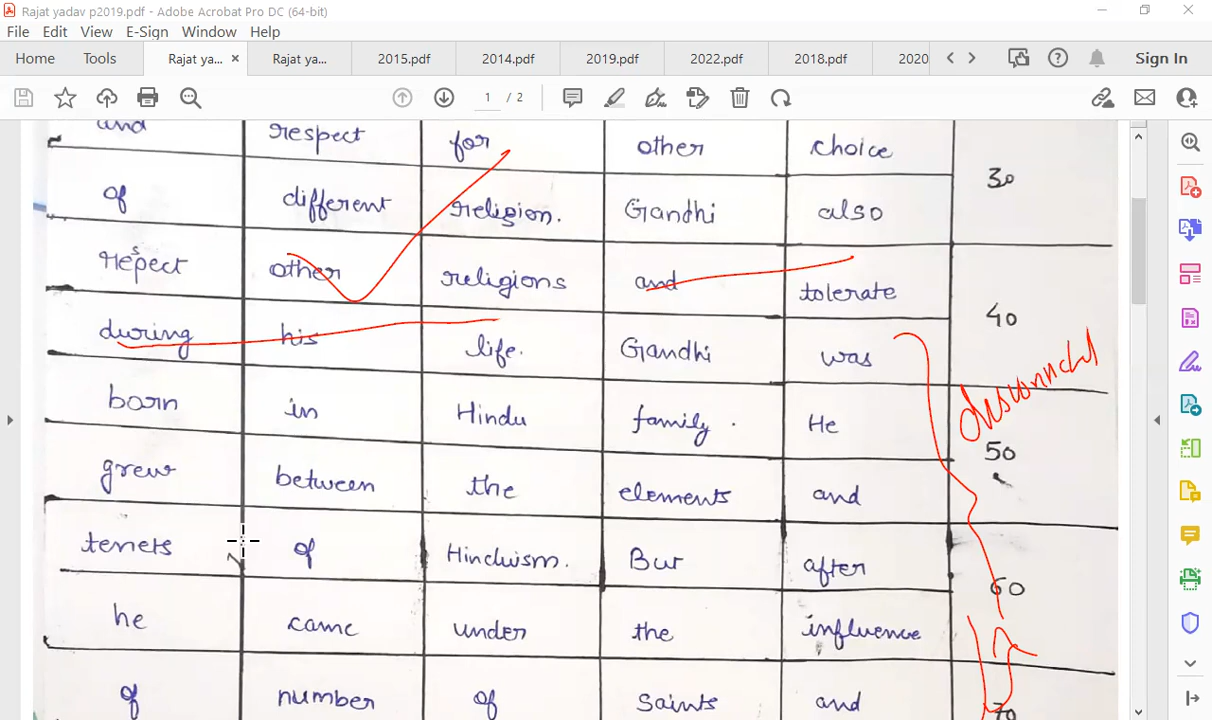 Rajat yadav p2019.pdf - Adobe Acrobat Pro DC (64-bit)
File Edit View E-Sign Window Help
Home Tools Rajat ya... × Rajat ya... 2015.pdf 2014.pdf 2019.pdf 2022.pdf 2018.pdf 2020 Sign In
1 / 2
and respect for other choice
30
of different religion. Gandhi also
respect other religions and tolerate
40
during his life. Gandhi was
born in Hindu family. He
50
grew between the elements and
tenets of Hinduism. But after
60
he came under the influence
of number of saints and
70